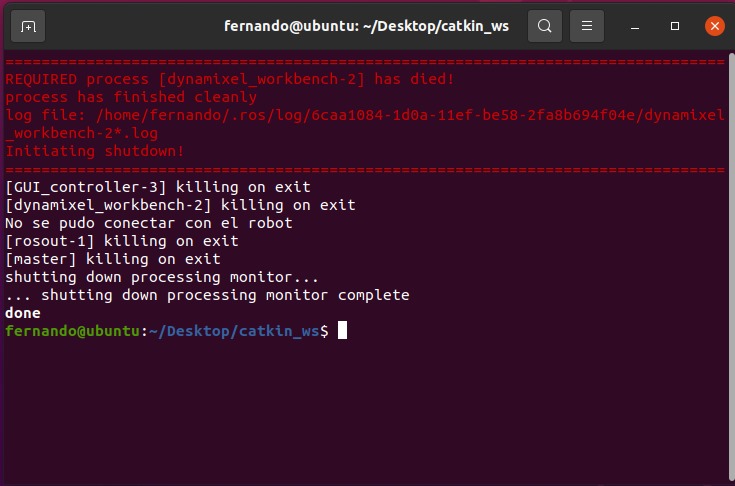 fernando@ubuntu: ~/Desktop/catkin_ws
================================================================================
REQUIRED process [dynamixel_workbench-2] has died!
process has finished cleanly
log file: /home/fernando/.ros/log/6caa1084-1d0a-11ef-be58-2fa8b694f04e/dynamixel
_workbench-2*.log
Initiating shutdown!
================================================================================
[GUI_controller-3] killing on exit
[dynamixel_workbench-2] killing on exit
No se pudo conectar con el robot
[rosout-1] killing on exit
[master] killing on exit
shutting down processing monitor...
... shutting down processing monitor complete
done
fernando@ubuntu:~/Desktop/catkin_ws$